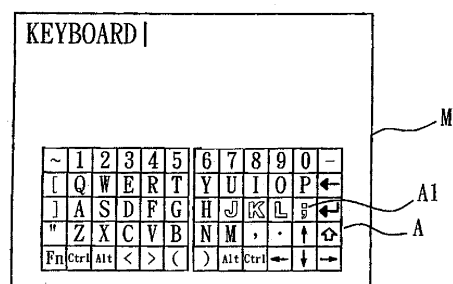 KEYBOARD|
M
~ 1 2 3 4 5 6 7 8 9 0 -
[ Q W E R T Y U I O P ←
] A S D F G H J K L ; ↵
A1
" Z X C V B N M , . ↑ ⇧
A
Fn Ctrl Alt < > ( ) Alt Ctrl ← ↓ →